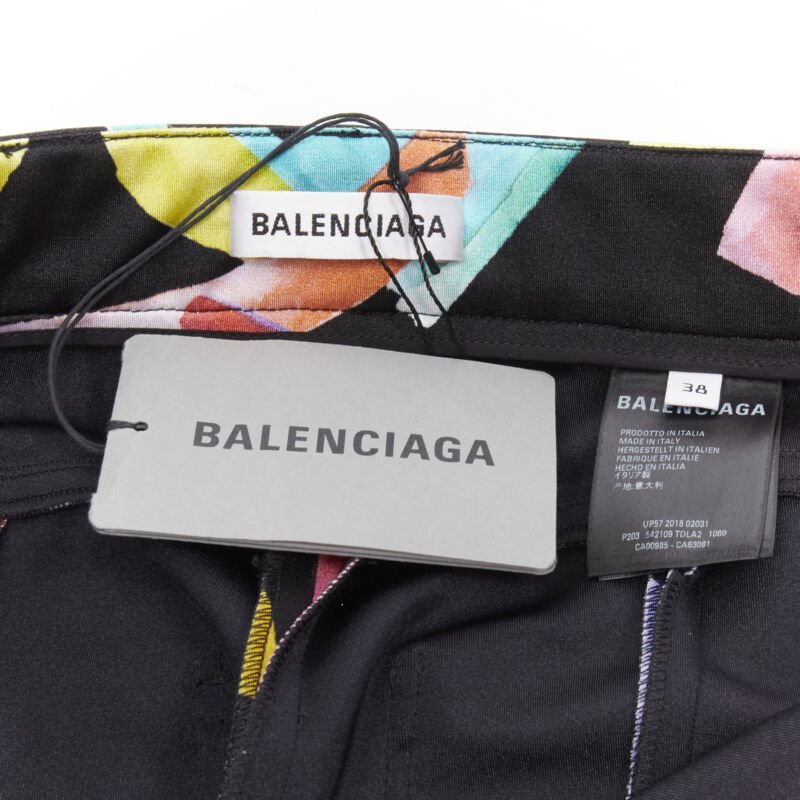 BALENCIAGA
BALENCIAGA
38
BALENCIAGA
PRODOTTO IN ITALIA
MADE IN ITALY
HERGESTELLT IN ITALIEN
FABRIQUE EN ITALIE
HECHO EN ITALIA
イタリア製
产地:意大利
UP57 2018 02031
P203 542109 TDLA2 1069
CA00985 - CA63081